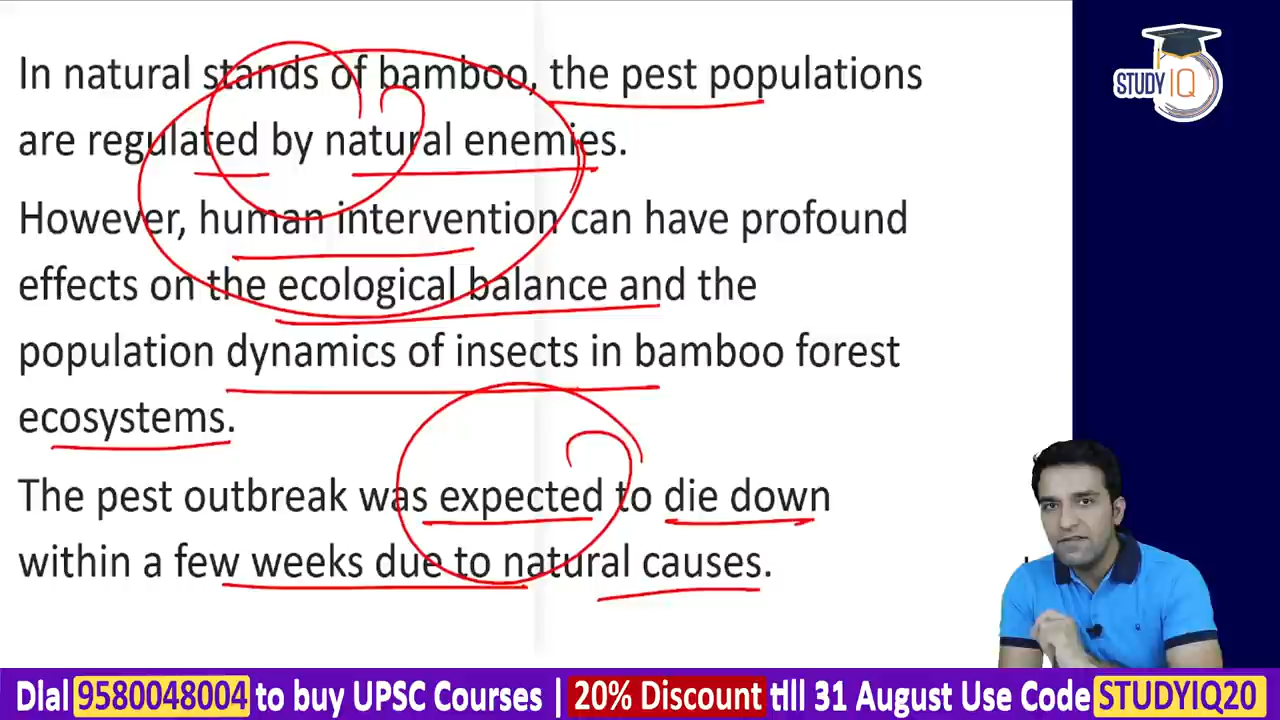 In natural stands of bamboo, the pest populations
are regulated by natural enemies.
However, human intervention can have profound
effects on the ecological balance and the
population dynamics of insects in bamboo forest
ecosystems.
The pest outbreak was expected to die down
within a few weeks due to natural causes.
STUDY IQ
Dial 9580048004 to buy UPSC Courses | 20% Discount till 31 August Use Code STUDYIQ20